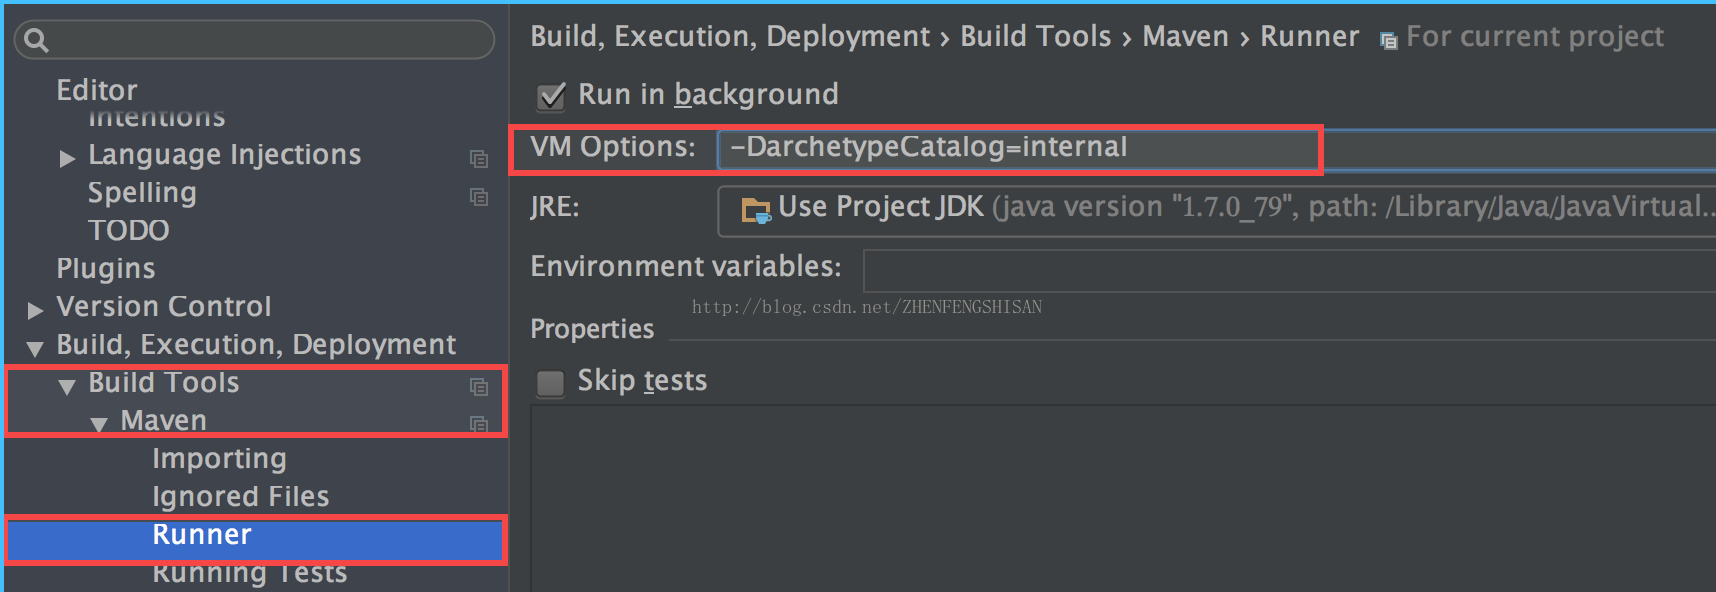 Editor
Intentions
Language Injections
Spelling
TODO
Plugins
Version Control
Build, Execution, Deployment
Build Tools
Maven
Importing
Ignored Files
Runner
Running Tests
Build, Execution, Deployment › Build Tools › Maven › Runner For current project
Run in background
VM Options: -DarchetypeCatalog=internal
JRE: Use Project JDK (java version "1.7.0_79", path: /Library/Java/JavaVirtual...
Environment variables:
http://blog.csdn.net/ZHENFENGSHISAN
Properties
Skip tests